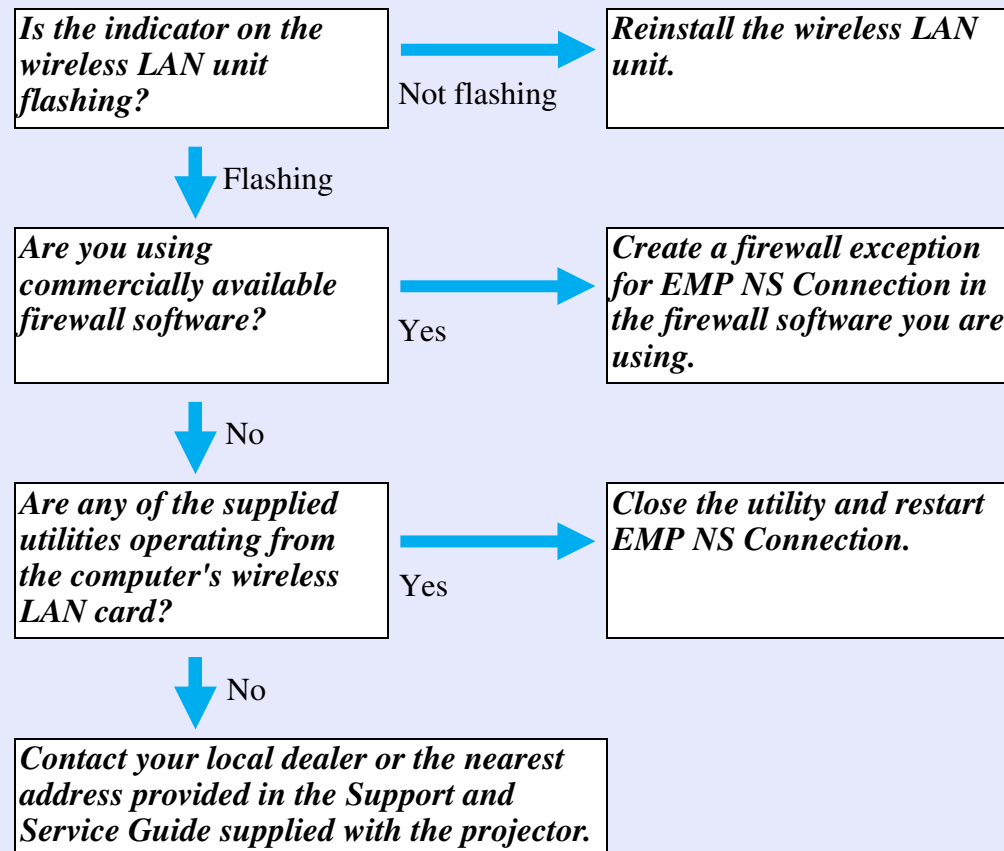 Is the indicator on the
wireless LAN unit
flashing?
Not flashing
Reinstall the wireless LAN
unit.
Flashing
Are you using
commercially available
firewall software?
Yes
Create a firewall exception
for EMP NS Connection in
the firewall software you are
using.
No
Are any of the supplied
utilities operating from
the computer's wireless
LAN card?
Yes
Close the utility and restart
EMP NS Connection.
No
Contact your local dealer or the nearest
address provided in the Support and
Service Guide supplied with the projector.